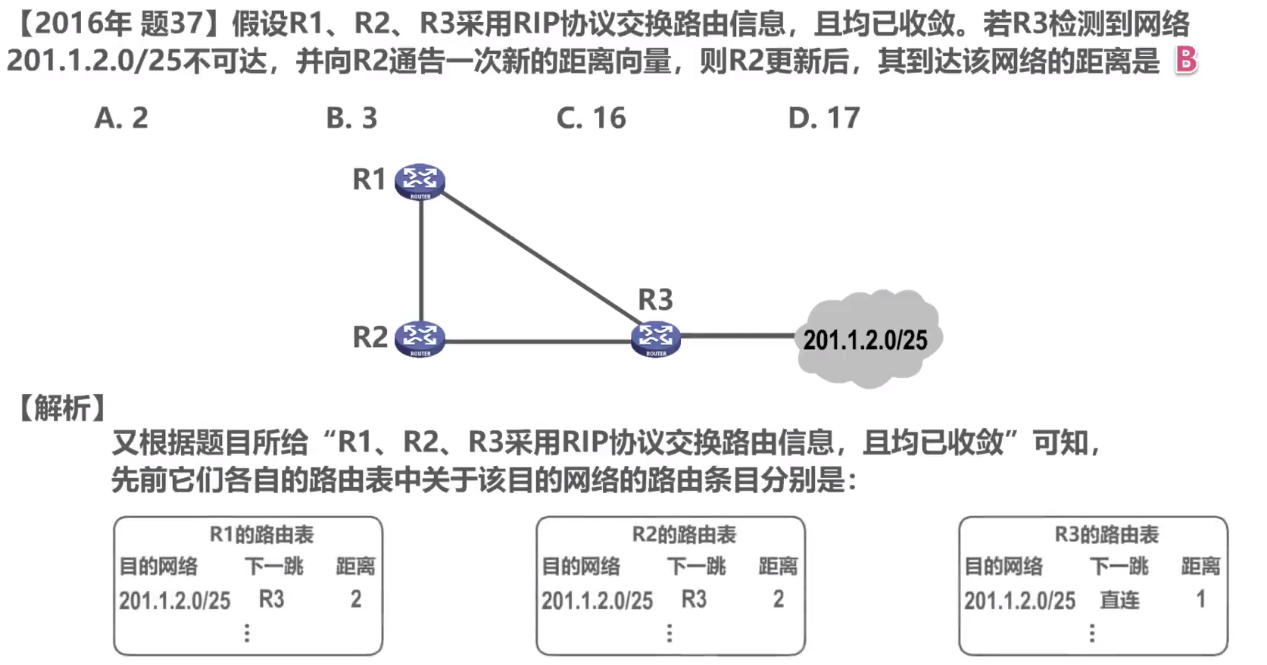 【2016年 题37】假设R1、R2、R3采用RIP协议交换路由信息，且均已收敛。若R3检测到网络
201.1.2.0/25不可达，并向R2通告一次新的距离向量，则R2更新后，其到达该网络的距离是 B
A. 2 B. 3 C. 16 D. 17
R1
ROUTER
R3
R2
ROUTER
ROUTER
201.1.2.0/25
【解析】
又根据题目所给“R1、R2、R3采用RIP协议交换路由信息，且均已收敛”可知，
先前它们各自的路由表中关于该目的网络的路由条目分别是：
R1的路由表
目的网络 下一跳 距离
201.1.2.0/25 R3 2
⋮
R2的路由表
目的网络 下一跳 距离
201.1.2.0/25 R3 2
⋮
R3的路由表
目的网络 下一跳 距离
201.1.2.0/25 直连 1
⋮